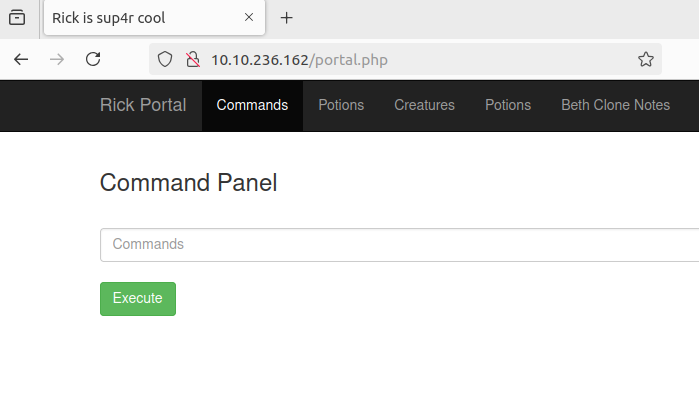 Rick is sup4r cool
10.10.236.162/portal.php
Rick Portal Commands Potions Creatures Potions Beth Clone Notes
Command Panel
Commands
Execute